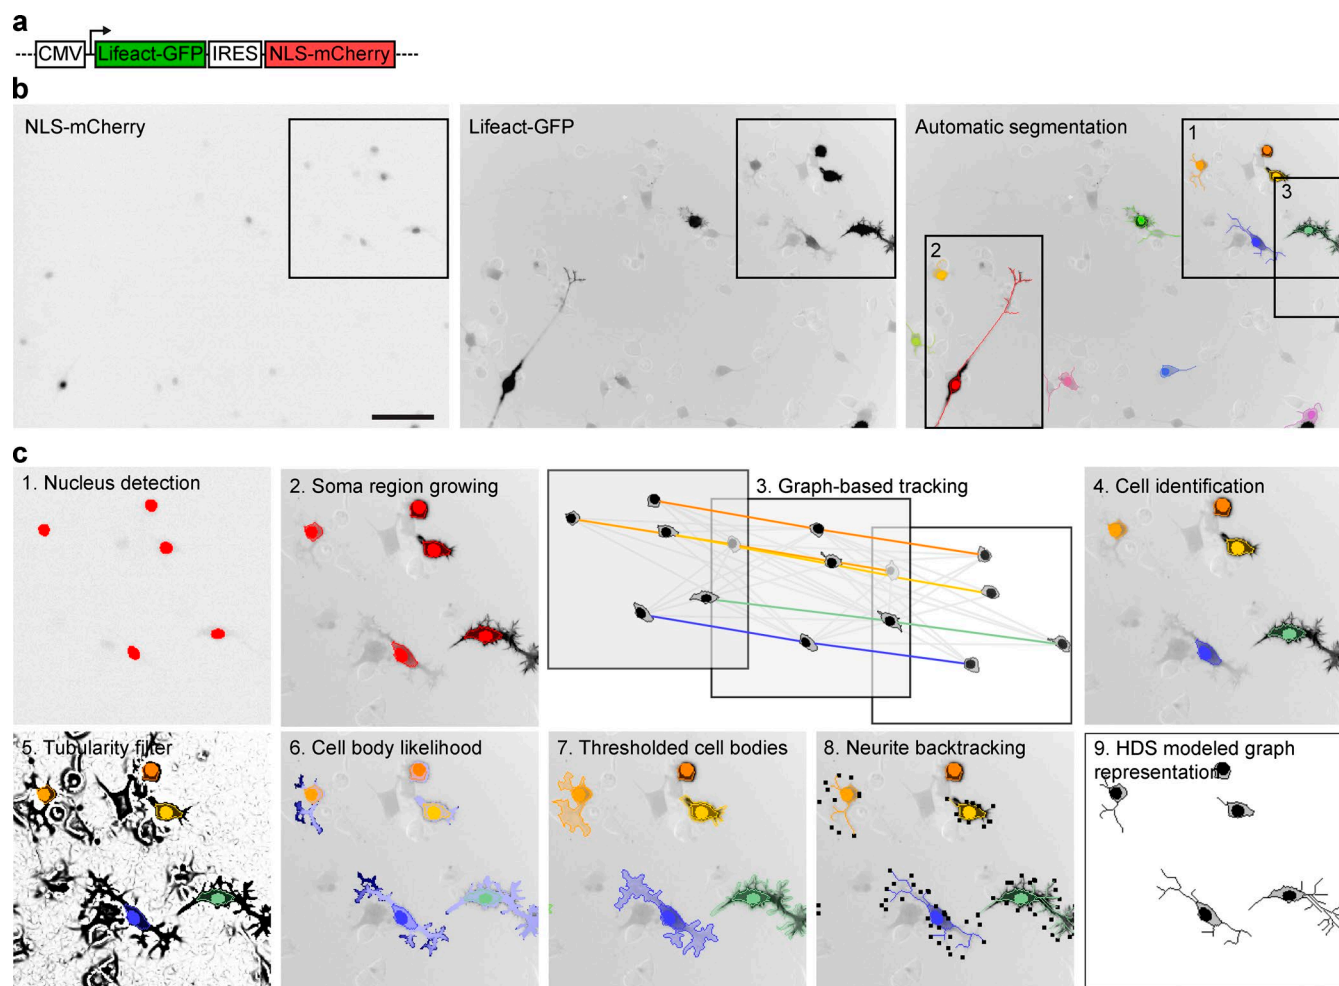 a
CMV Lifeact-GFP IRES NLS-mCherry
b
NLS-mCherry
Lifeact-GFP
Automatic segmentation
1
2
3
c
1. Nucleus detection
2. Soma region growing
3. Graph-based tracking
4. Cell identification
5. Tubularity filter
6. Cell body likelihood
7. Thresholded cell bodies
8. Neurite backtracking
9. HDS modeled graph
representation